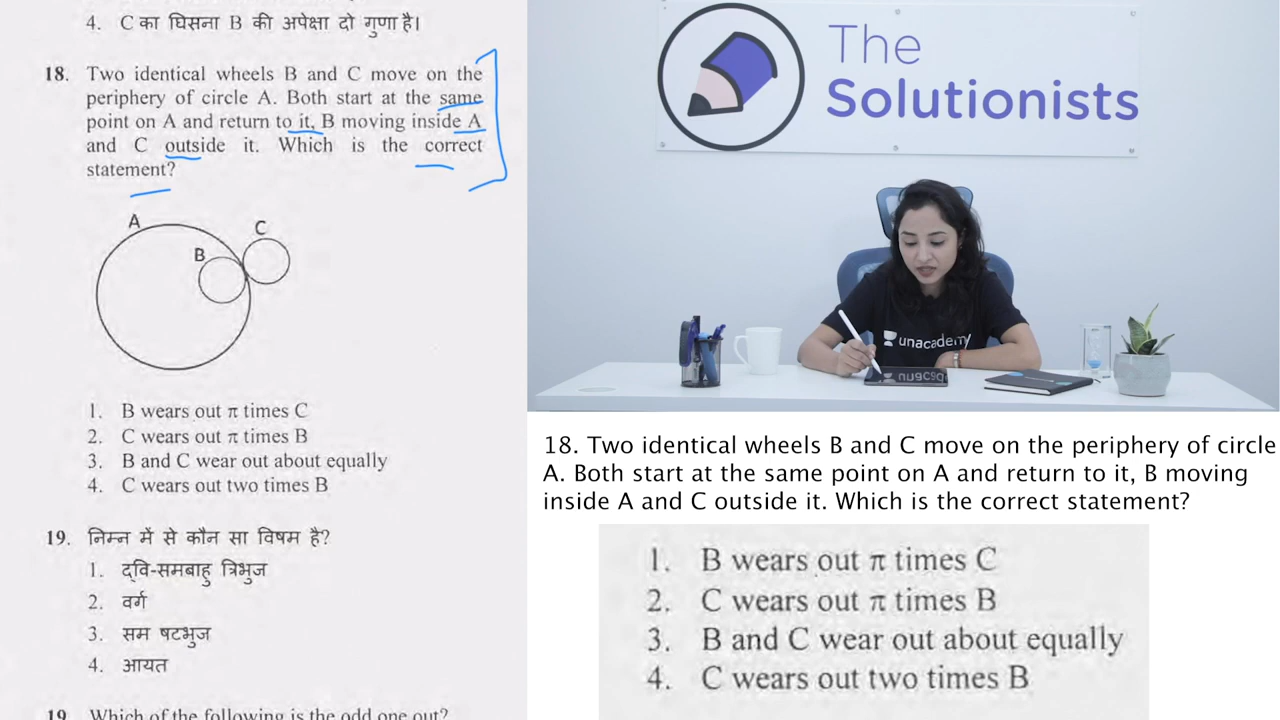 4. C का घिसना B की अपेक्षा दो गुणा है।
18. Two identical wheels B and C move on the
periphery of circle A. Both start at the same
point on A and return to it, B moving inside A
and C outside it. Which is the correct
statement?
A
B
C
1. B wears out π times C
2. C wears out π times B
3. B and C wear out about equally
4. C wears out two times B
19. निम्न में से कौन सा विषम है?
1. द्वि-समबाहु त्रिभुज
2. वर्ग
3. सम षटभुज
4. आयत
19. Which of the following is the odd one out?
The
Solutionists
unacademy
18. Two identical wheels B and C move on the periphery of circle
A. Both start at the same point on A and return to it, B moving
inside A and C outside it. Which is the correct statement?
1. B wears out π times C
2. C wears out π times B
3. B and C wear out about equally
4. C wears out two times B